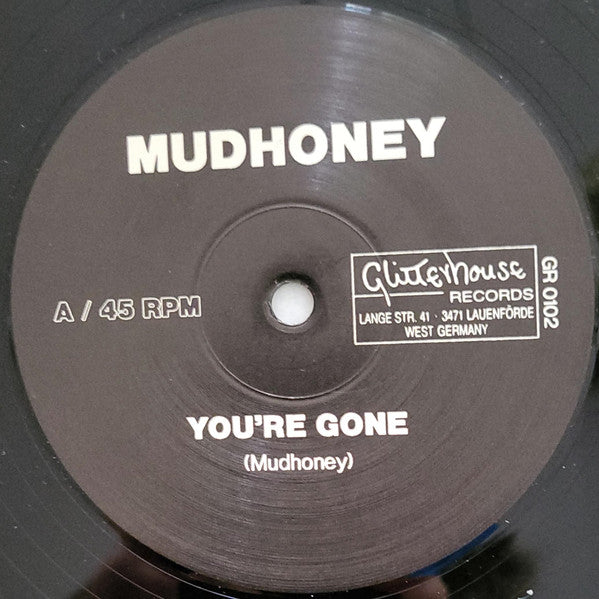 MUDHONEY
A / 45 RPM
Glitterhouse
RECORDS
LANGE STR. 41 · 3471 LAUENFÖRDE
WEST GERMANY
GR 0102
YOU'RE GONE
(Mudhoney)